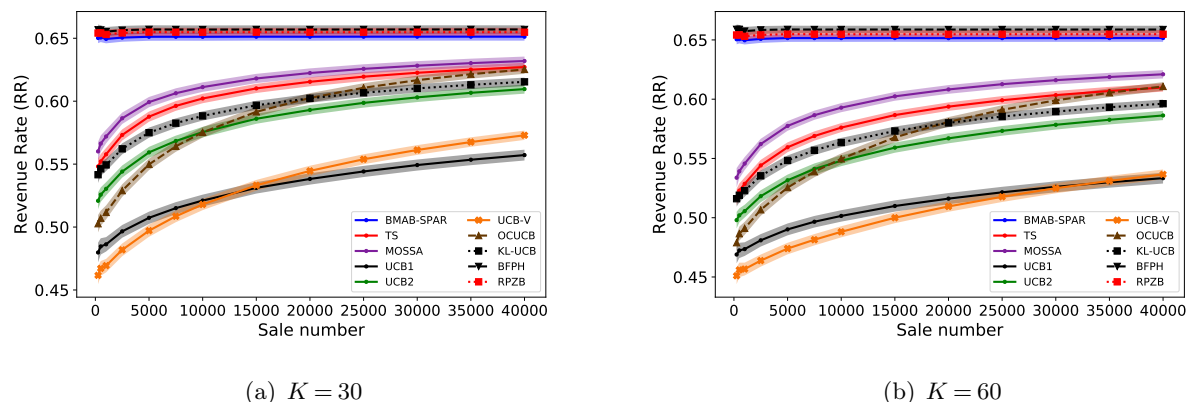 Revenue Rate (RR)
0.65
0.60
0.55
0.50
0.45
0 5000 10000 15000 20000 25000 30000 35000 40000
Sale number
BMAB-SPAR
TS
MOSSA
UCB1
UCB2
UCB-V
OCUCB
KL-UCB
BFPH
RPZB
(a) K = 30
Revenue Rate (RR)
0.65
0.60
0.55
0.50
0.45
0 5000 10000 15000 20000 25000 30000 35000 40000
Sale number
BMAB-SPAR
TS
MOSSA
UCB1
UCB2
UCB-V
OCUCB
KL-UCB
BFPH
RPZB
(b) K = 60